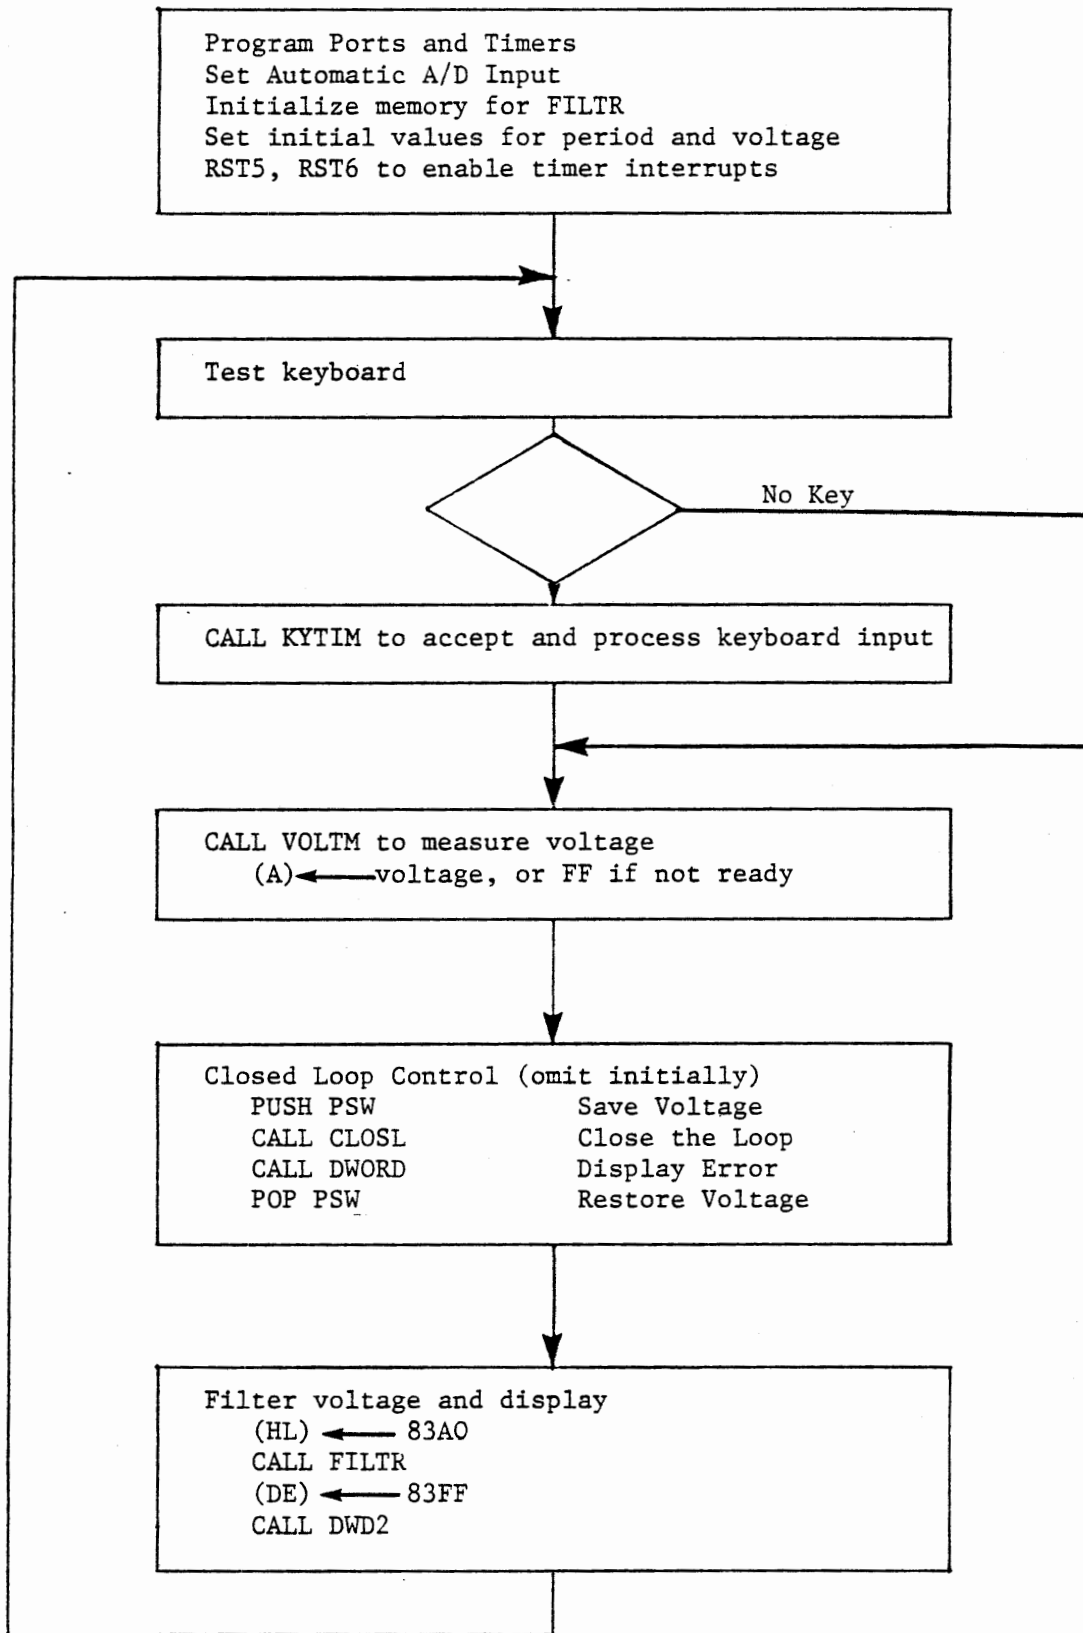 Program Ports and Timers
Set Automatic A/D Input
Initialize memory for FILTR
Set initial values for period and voltage
RST5, RST6 to enable timer interrupts
Test keyboard
No Key
CALL KYTIM to accept and process keyboard input
CALL VOLTM to measure voltage
(A)←voltage, or FF if not ready
Closed Loop Control (omit initially)
PUSH PSW Save Voltage
CALL CLOSL Close the Loop
CALL DWORD Display Error
POP PSW Restore Voltage
Filter voltage and display
(HL) ← 83A0
CALL FILTR
(DE) ← 83FF
CALL DWD2